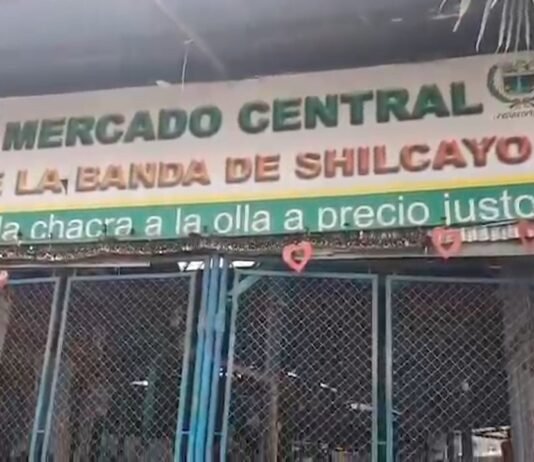 MERCADO CENTRAL
E LA BANDA DE SHILCAYO
la chacra a la olla a precio justo